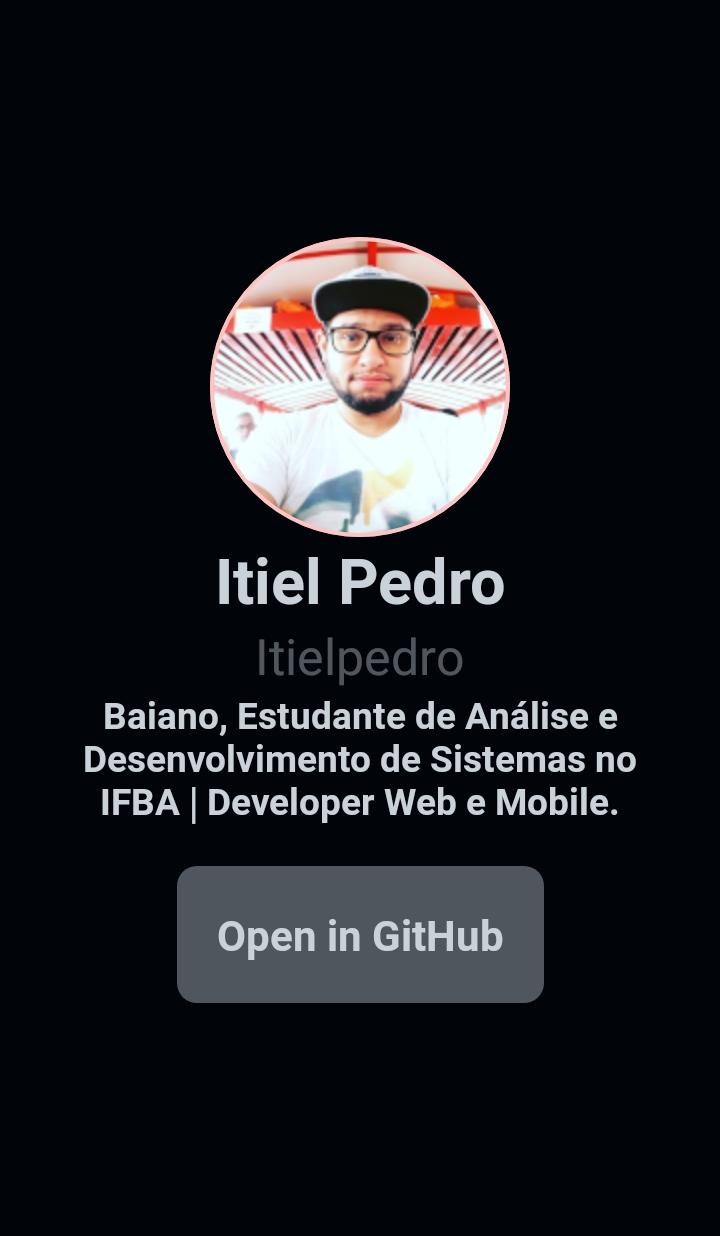 Itiel Pedro
Itielpedro
Baiano, Estudante de Análise e
Desenvolvimento de Sistemas no
IFBA | Developer Web e Mobile.
Open in GitHub